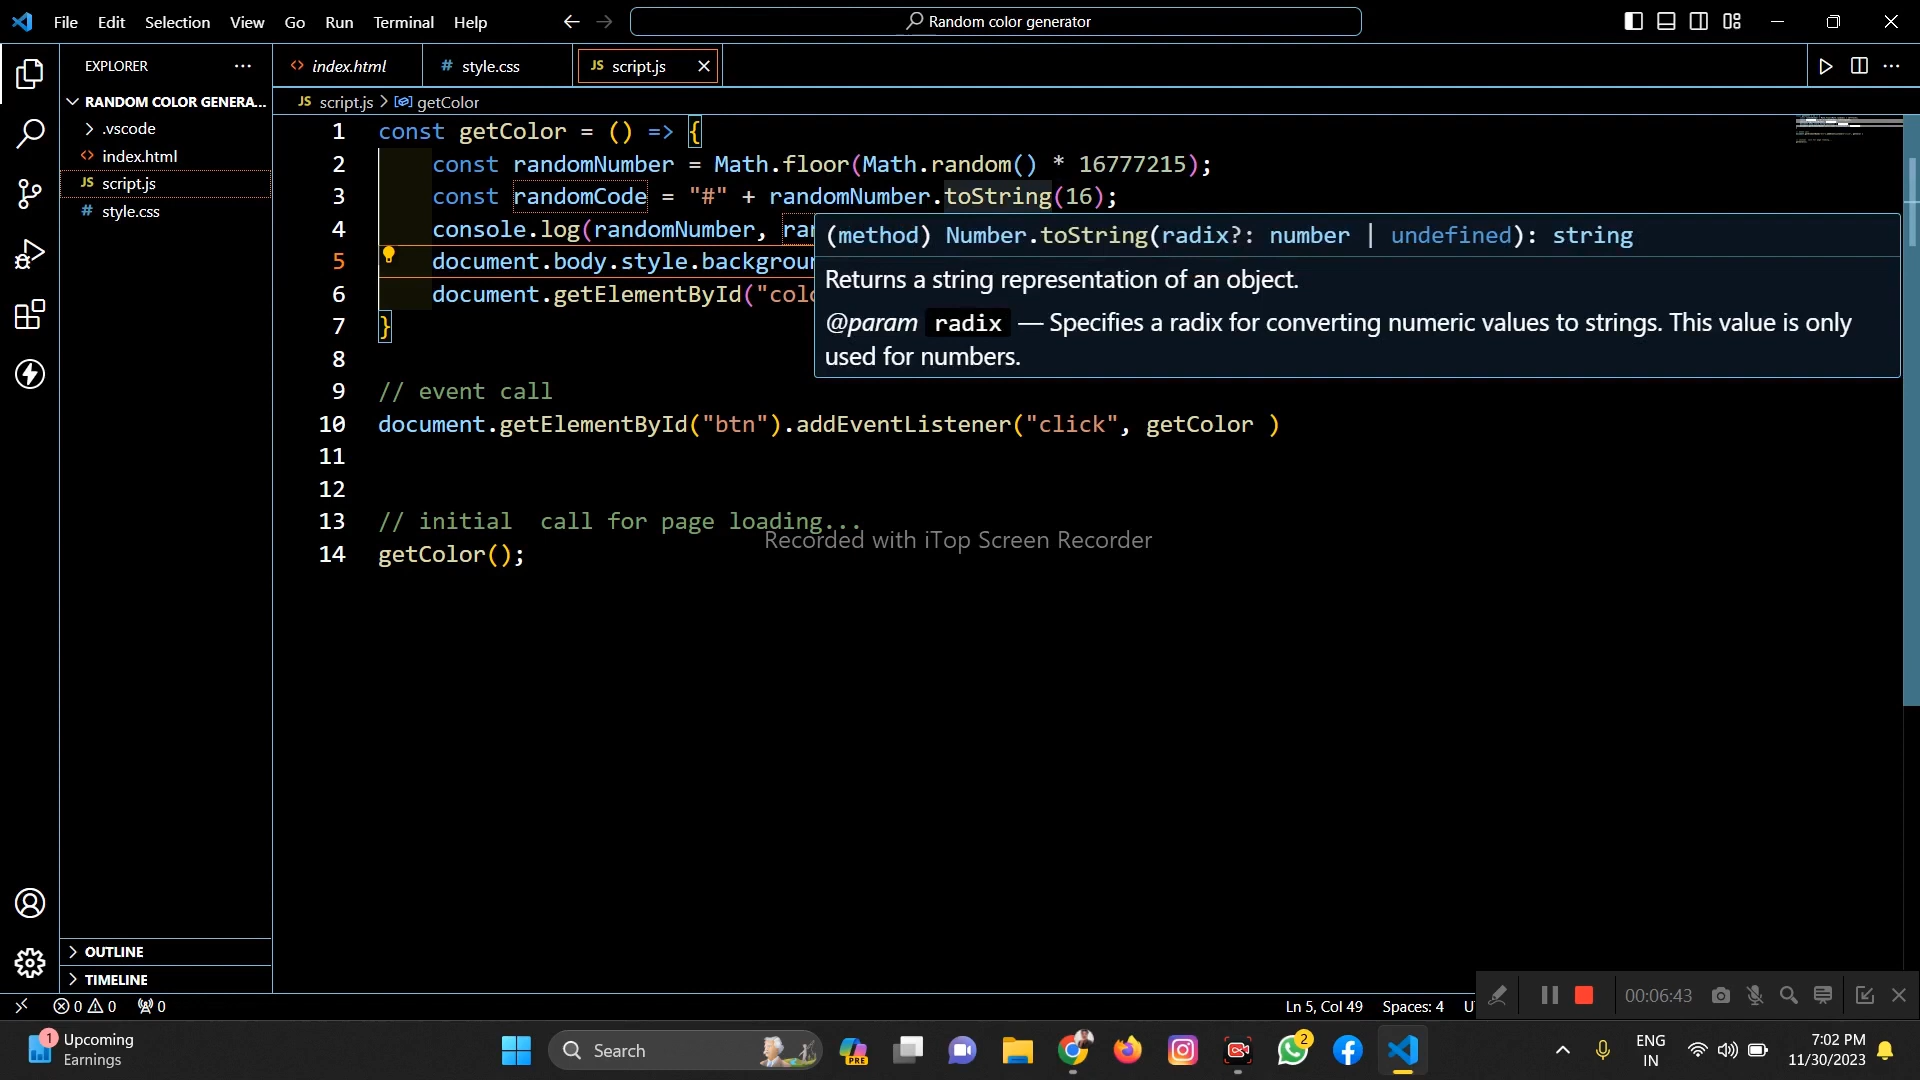 File Edit Selection View Go Run Terminal Help
Random color generator
EXPLORER
RANDOM COLOR GENERA...
.vscode
<> index.html
JS script.js
# style.css
<> index.html
# style.css
JS script.js
JS script.js > getColor
1 const getColor = () => {
2 const randomNumber = Math.floor(Math.random() * 16777215);
3 const randomCode = "#" + randomNumber.toString(16);
4 console.log(randomNumber,
5 document.body.style.
6 document.getElementById(
7 }
8
9 // event call
10 document.getElementById("btn").addEventListener("click", getColor )
11
12
13 // initial  call for page loading...
14 getColor();
(method) Number.toString(radix?: number | undefined): string
Returns a string representation of an object.
@param radix — Specifies a radix for converting numeric values to strings. This value is only
used for numbers.
Recorded with iTop Screen Recorder
OUTLINE
TIMELINE
0 0 0
Ln 5, Col 49 Spaces: 4
00:06:43
1 Upcoming
Earnings
Search
PRE
2
ENG
IN
7:02 PM
11/30/2023